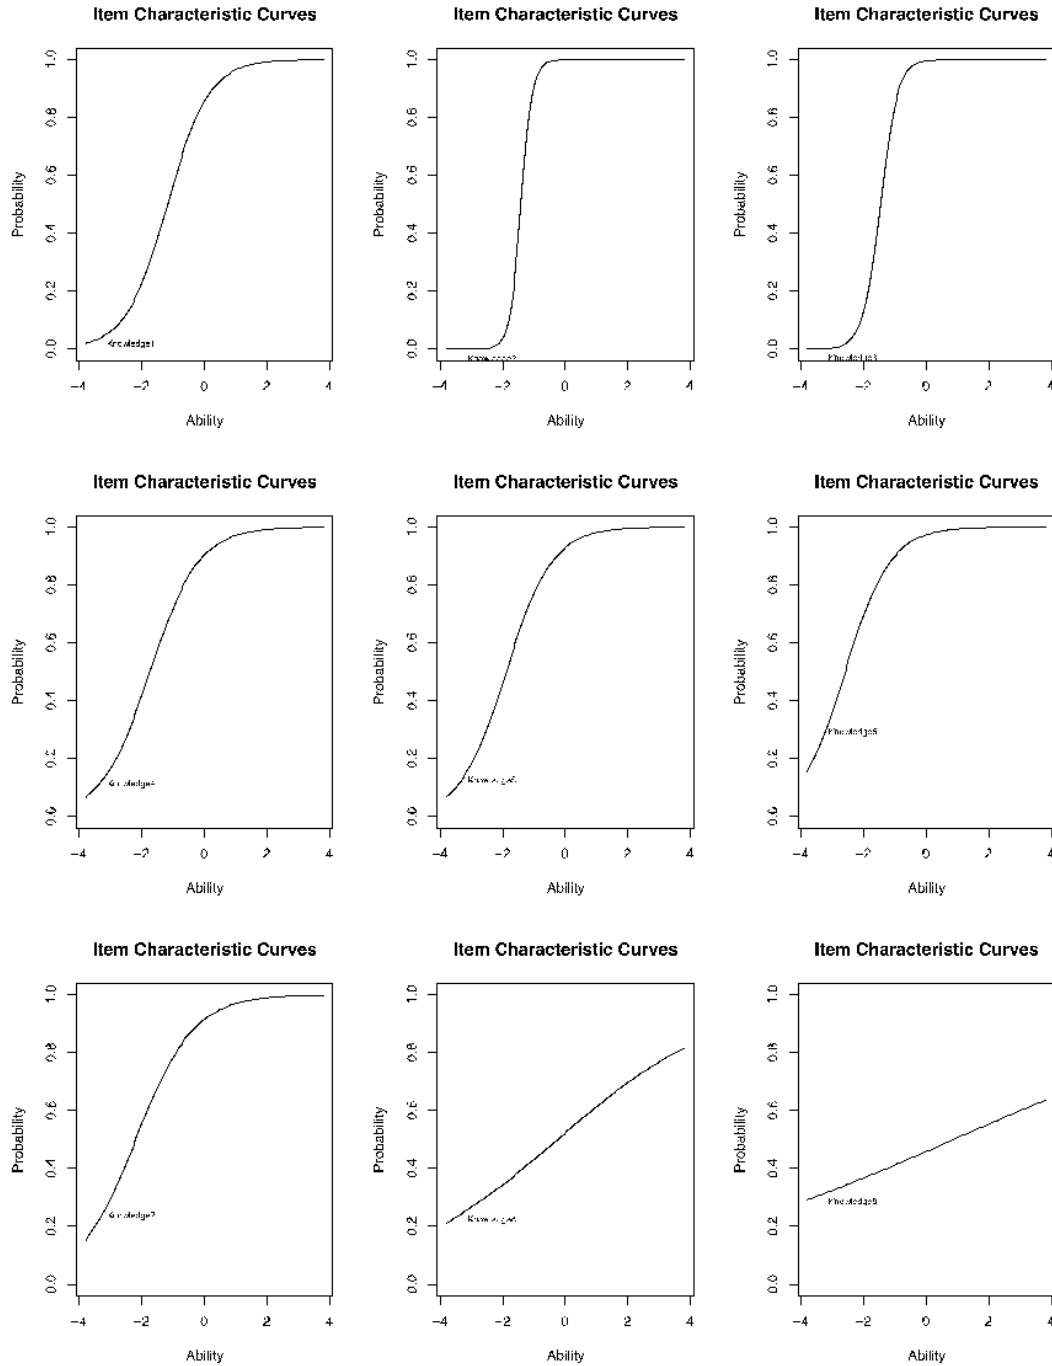 Item Characteristic Curves Item Characteristic Curves Item Characteristic Curves
Probability Probability Probability
0.0 0.2 0.4 0.6 0.8 1.0 0.0 0.2 0.4 0.6 0.8 1.0 0.0 0.2 0.4 0.6 0.8 1.0
Knowledge1
−4 −2 0 2 4 −4 −2 0 2 4 −4 −2 0 2 4
Ability Ability Ability
Item Characteristic Curves Item Characteristic Curves Item Characteristic Curves
Probability Probability Probability
0.0 0.2 0.4 0.6 0.8 1.0 0.0 0.2 0.4 0.6 0.8 1.0 0.0 0.2 0.4 0.6 0.8 1.0
Knowledge4
−4 −2 0 2 4 −4 −2 0 2 4 −4 −2 0 2 4
Ability Ability Ability
Item Characteristic Curves Item Characteristic Curves Item Characteristic Curves
Probability Probability Probability
0.0 0.2 0.4 0.6 0.8 1.0 0.0 0.2 0.4 0.6 0.8 1.0 0.0 0.2 0.4 0.6 0.8 1.0
Knowledge7
−4 −2 0 2 4 −4 −2 0 2 4 −4 −2 0 2 4
Ability Ability Ability